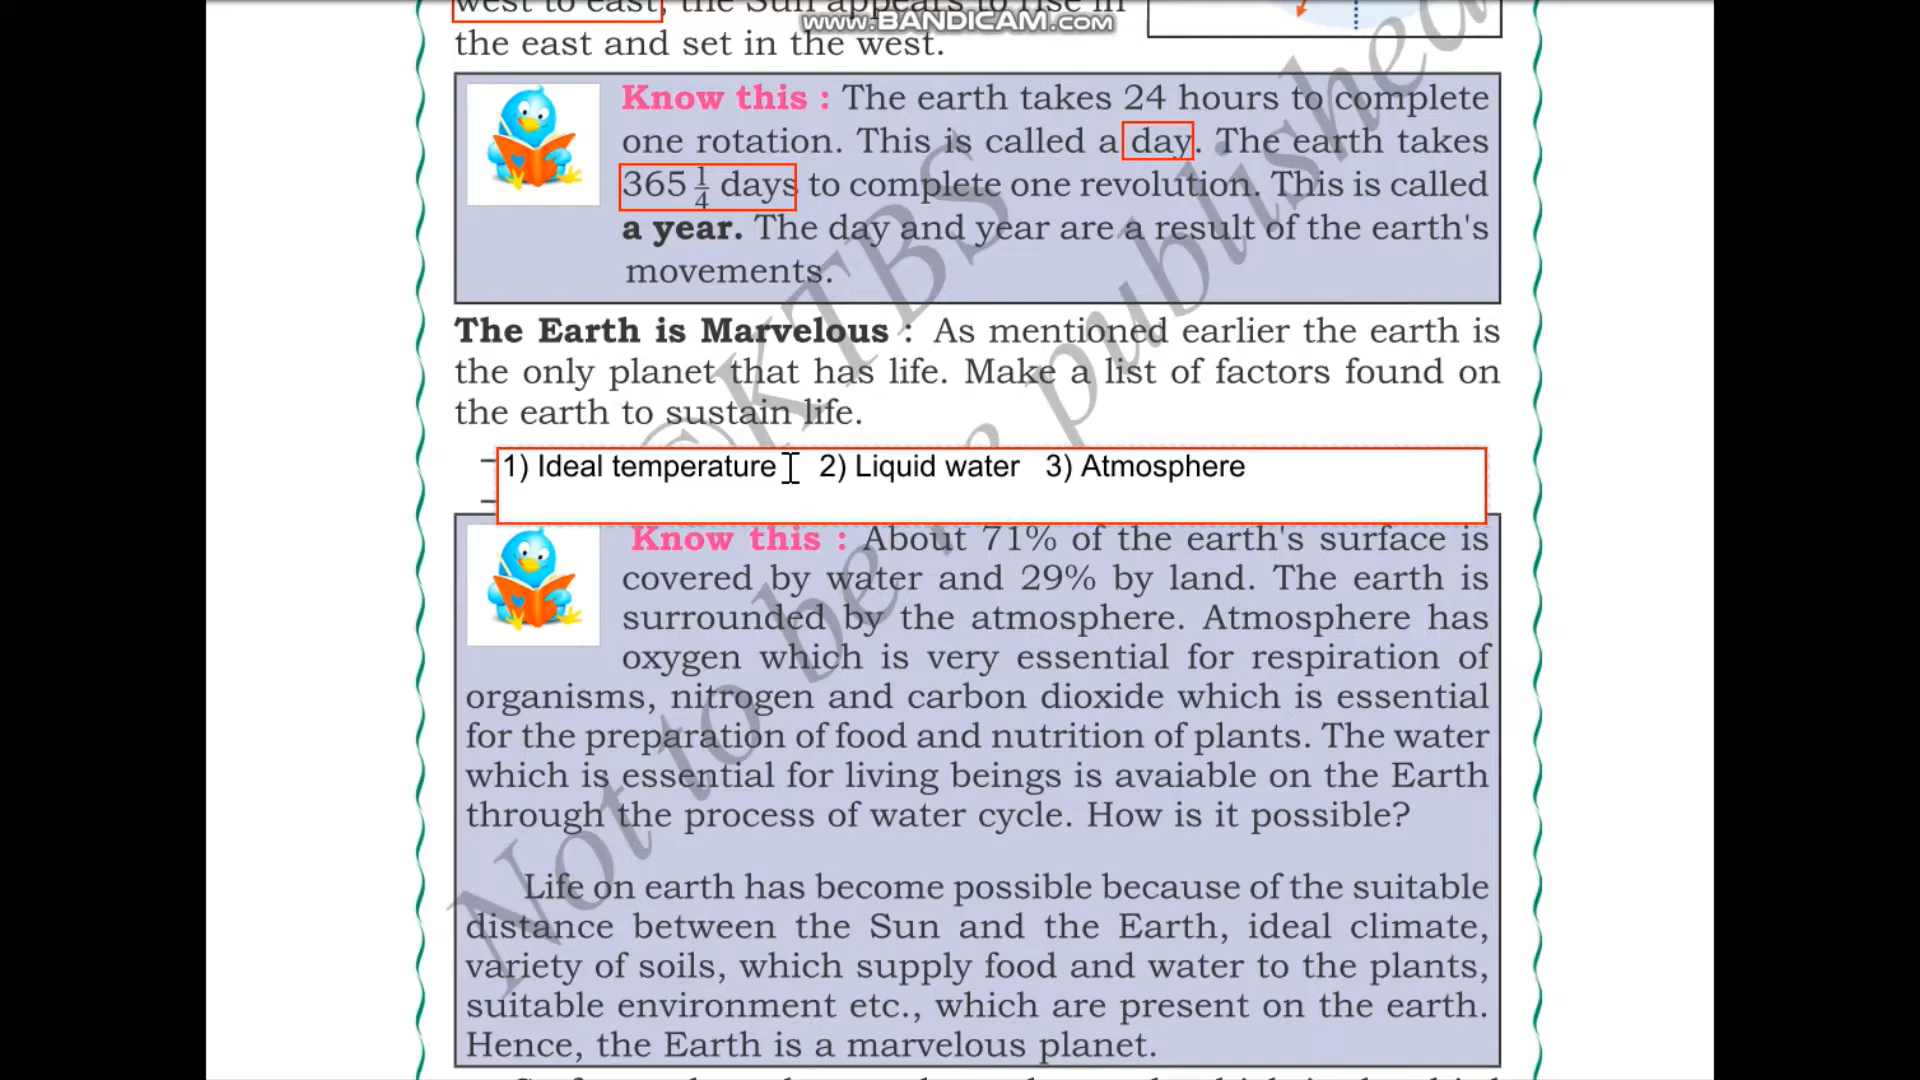 west to east, the Sun appears to rise in
www.BANDICAM.com
the east and set in the west.
Know this : The earth takes 24 hours to complete
one rotation. This is called a day. The earth takes
365 1/4 days to complete one revolution. This is called
a year. The day and year are a result of the earth's
movements.
The Earth is Marvelous : As mentioned earlier the earth is
the only planet that has life. Make a list of factors found on
the earth to sustain life.
1) Ideal temperature 2) Liquid water 3) Atmosphere
Know this : About 71% of the earth's surface is
covered by water and 29% by land. The earth is
surrounded by the atmosphere. Atmosphere has
oxygen which is very essential for respiration of
organisms, nitrogen and carbon dioxide which is essential
for the preparation of food and nutrition of plants. The water
which is essential for living beings is avaiable on the Earth
through the process of water cycle. How is it possible?
Life on earth has become possible because of the suitable
distance between the Sun and the Earth, ideal climate,
variety of soils, which supply food and water to the plants,
suitable environment etc., which are present on the earth.
Hence, the Earth is a marvelous planet.
©KTBS
Not to be republished